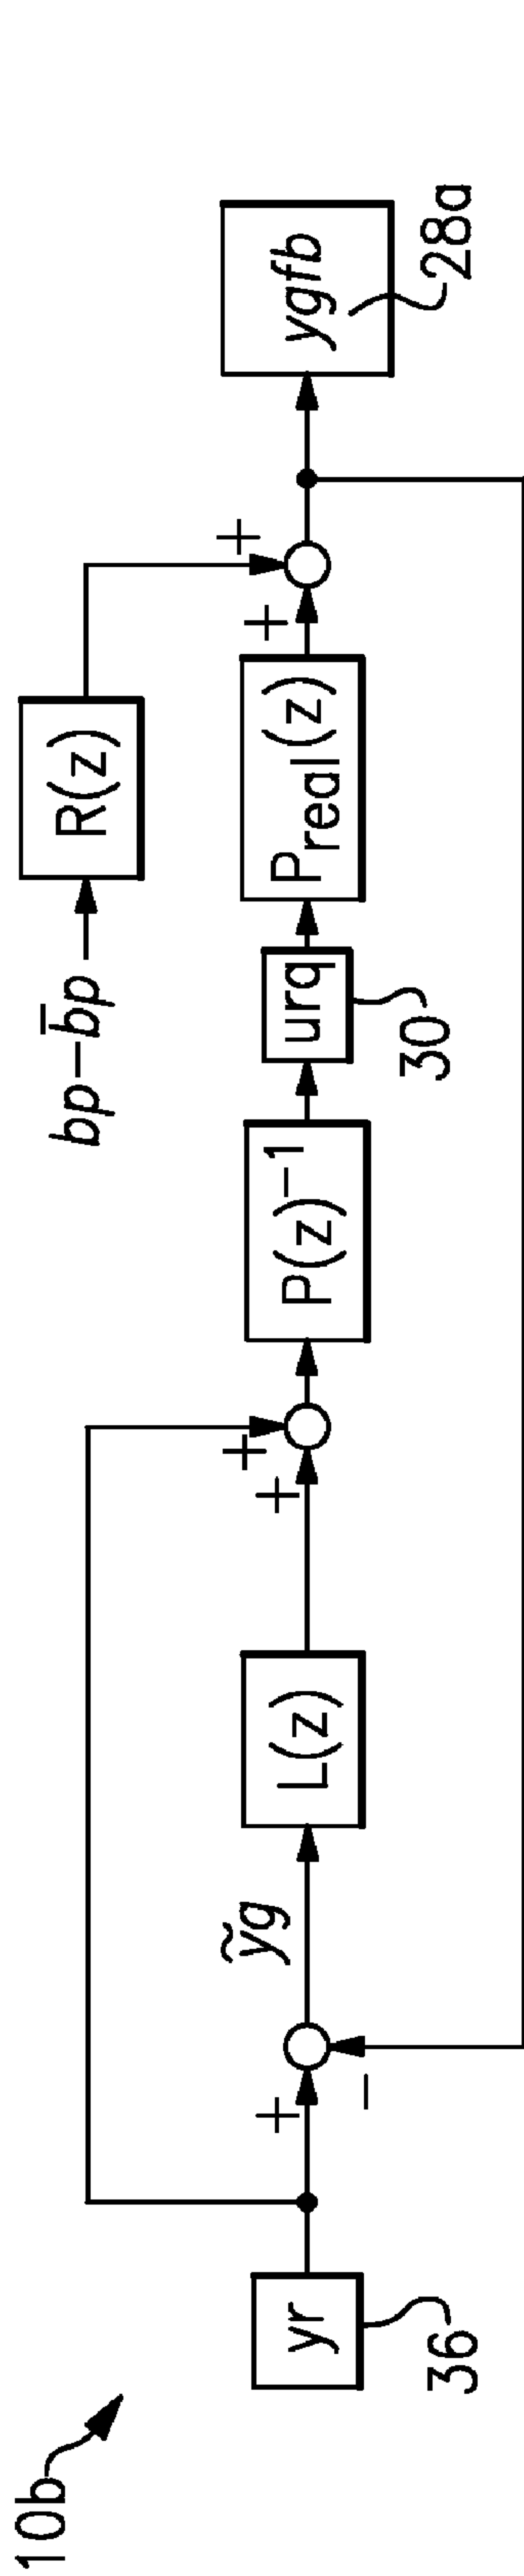 10b
yr
36
+
−
ỹg
L(z)
+
+
P(z)⁻¹
urq
30
P_real(z)
bp−b̄p
R(z)
+
+
ygfb
28a